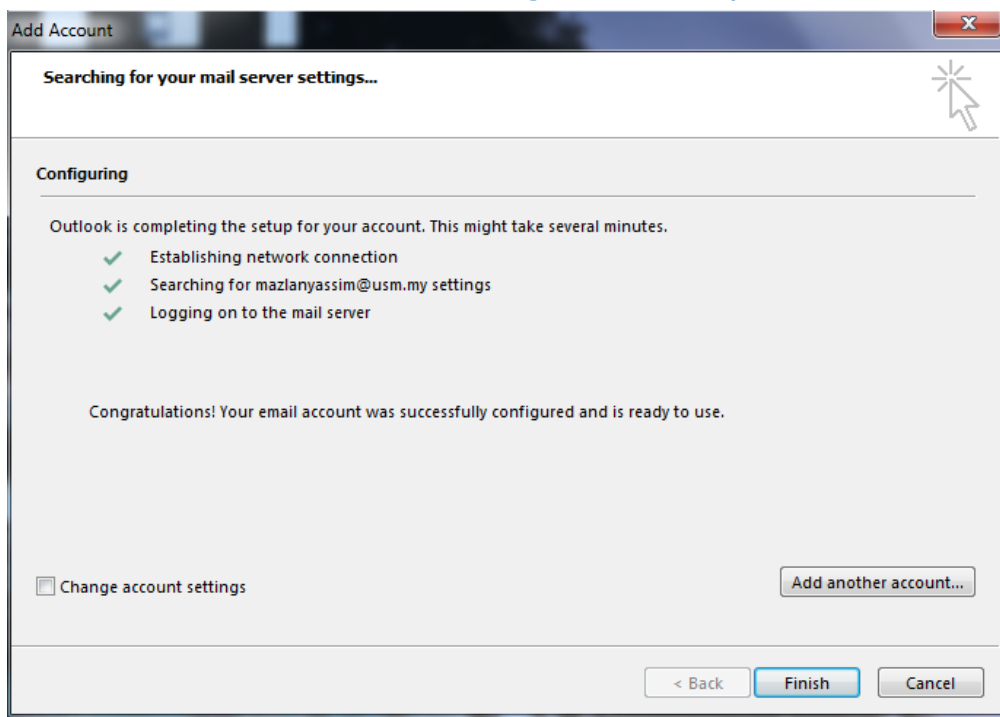 Add Account
Searching for your mail server settings...
Configuring
Outlook is completing the setup for your account. This might take several minutes.
Establishing network connection
Searching for mazlanyassim@usm.my settings
Logging on to the mail server
Congratulations! Your email account was successfully configured and is ready to use.
Change account settings
Add another account...
< Back
Finish
Cancel